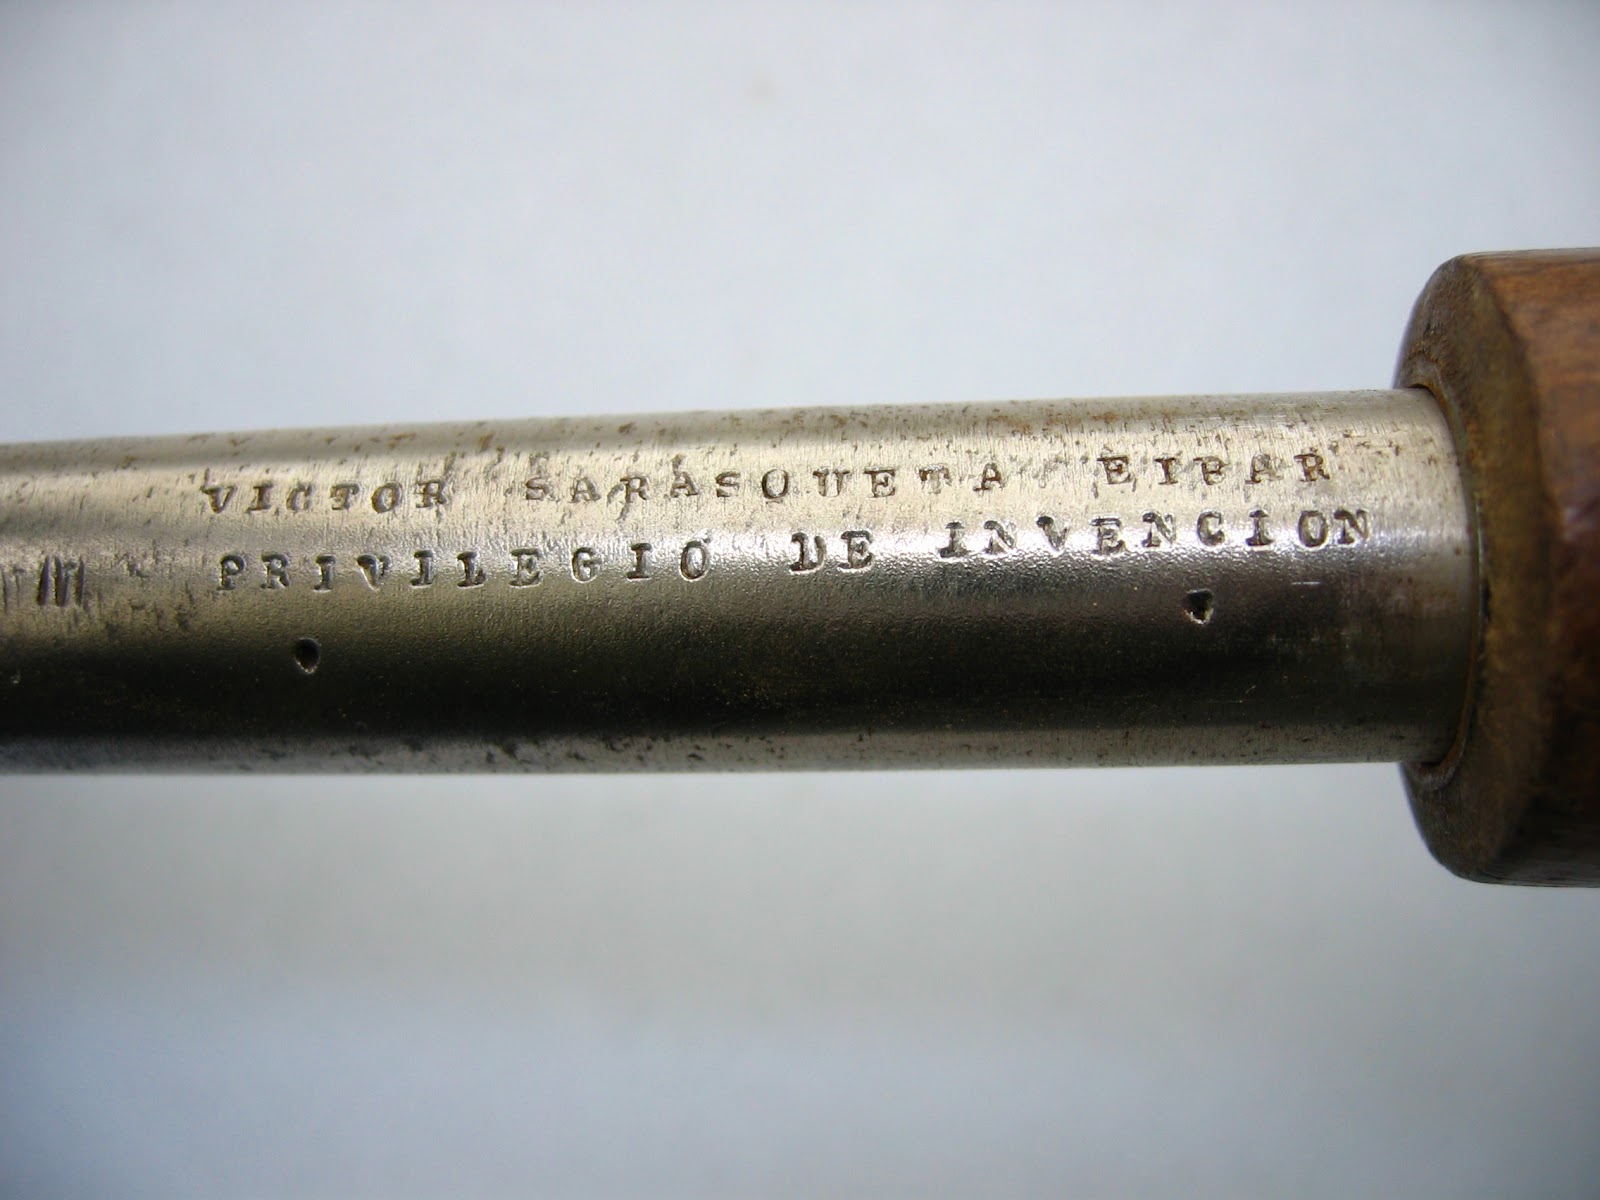 VICTOR SARASQUETA EIBAR
PRIVILEGIO DE INVENCION